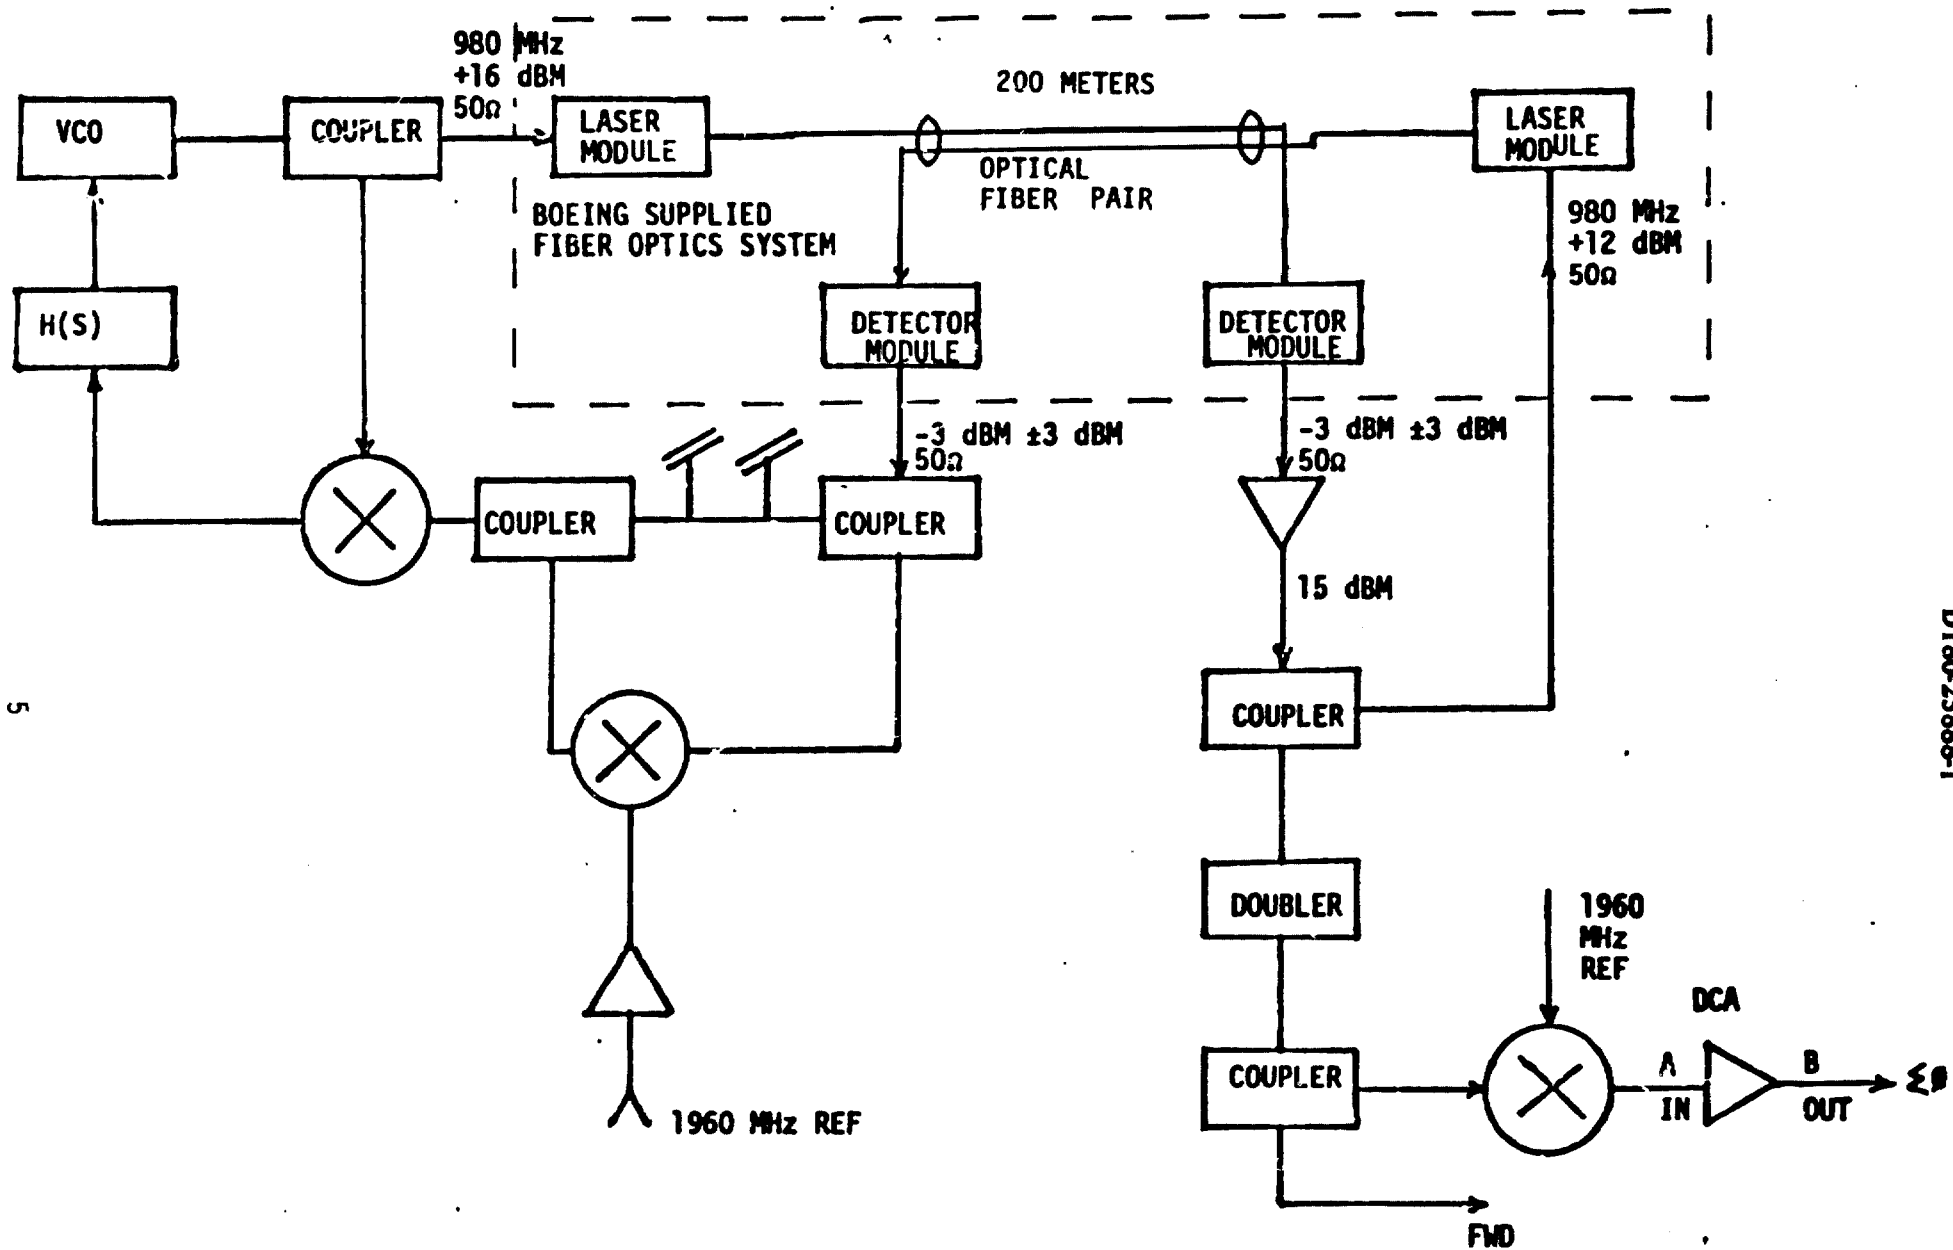 980 MHz
+16 dBM
50Ω
VCO
COUPLER
LASER
MODULE
200 METERS
OPTICAL
FIBER PAIR
LASER
MODULE
BOEING SUPPLIED
FIBER OPTICS SYSTEM
980 MHz
+12 dBM
50Ω
H(S)
DETECTOR
MODULE
DETECTOR
MODULE
-3 dBM ±3 dBM
50Ω
-3 dBM ±3 dBM
50Ω
COUPLER
COUPLER
15 dBM
COUPLER
5
DOUBLER
1960
MHz
REF
DCA
COUPLER
A
IN
B
OUT
Σø
1960 MHz REF
FWD